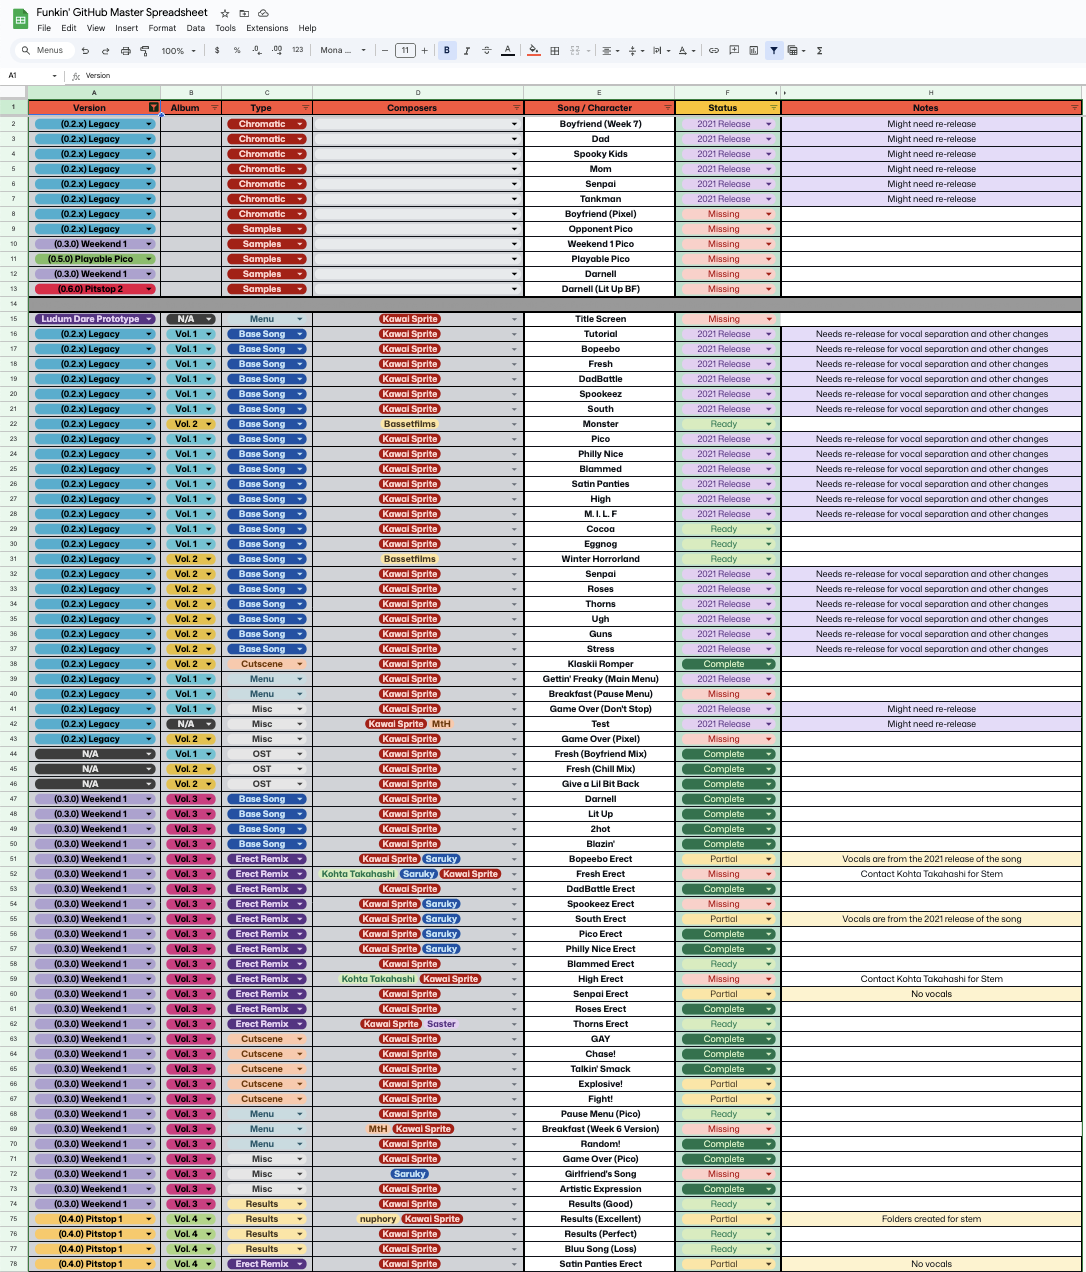 Funkin' GitHub Master Spreadsheet
File Edit View Insert Format Data Tools Extensions Help
Menus 100% $ % .0 .00 123 Mona ... 11 B I A
A1 fx Version
A B C D E F H
1 Version Album Type Composers Song / Character Status Notes
2 (0.2.x) Legacy Chromatic Boyfriend (Week 7) 2021 Release Might need re-release
3 (0.2.x) Legacy Chromatic Dad 2021 Release Might need re-release
4 (0.2.x) Legacy Chromatic Spooky Kids 2021 Release Might need re-release
5 (0.2.x) Legacy Chromatic Mom 2021 Release Might need re-release
6 (0.2.x) Legacy Chromatic Senpai 2021 Release Might need re-release
7 (0.2.x) Legacy Chromatic Tankman 2021 Release Might need re-release
8 (0.2.x) Legacy Chromatic Boyfriend (Pixel) Missing
9 (0.2.x) Legacy Samples Opponent Pico Missing
10 (0.3.0) Weekend 1 Samples Weekend 1 Pico Missing
11 (0.5.0) Playable Pico Samples Playable Pico Missing
12 (0.3.0) Weekend 1 Samples Darnell Missing
13 (0.6.0) Pitstop 2 Samples Darnell (Lit Up BF) Missing
14
15 Ludum Dare Prototype N/A Menu Kawai Sprite Title Screen Missing
16 (0.2.x) Legacy Vol. 1 Base Song Kawai Sprite Tutorial 2021 Release Needs re-release for vocal separation and other changes
17 (0.2.x) Legacy Vol. 1 Base Song Kawai Sprite Bopeebo 2021 Release Needs re-release for vocal separation and other changes
18 (0.2.x) Legacy Vol. 1 Base Song Kawai Sprite Fresh 2021 Release Needs re-release for vocal separation and other changes
19 (0.2.x) Legacy Vol. 1 Base Song Kawai Sprite DadBattle 2021 Release Needs re-release for vocal separation and other changes
20 (0.2.x) Legacy Vol. 1 Base Song Kawai Sprite Spookeez 2021 Release Needs re-release for vocal separation and other changes
21 (0.2.x) Legacy Vol. 1 Base Song Kawai Sprite South 2021 Release Needs re-release for vocal separation and other changes
22 (0.2.x) Legacy Vol. 2 Base Song Bassetfilms Monster Ready
23 (0.2.x) Legacy Vol. 1 Base Song Kawai Sprite Pico 2021 Release Needs re-release for vocal separation and other changes
24 (0.2.x) Legacy Vol. 1 Base Song Kawai Sprite Philly Nice 2021 Release Needs re-release for vocal separation and other changes
25 (0.2.x) Legacy Vol. 1 Base Song Kawai Sprite Blammed 2021 Release Needs re-release for vocal separation and other changes
26 (0.2.x) Legacy Vol. 1 Base Song Kawai Sprite Satin Panties 2021 Release Needs re-release for vocal separation and other changes
27 (0.2.x) Legacy Vol. 1 Base Song Kawai Sprite High 2021 Release Needs re-release for vocal separation and other changes
28 (0.2.x) Legacy Vol. 1 Base Song Kawai Sprite M. I. L. F 2021 Release Needs re-release for vocal separation and other changes
29 (0.2.x) Legacy Vol. 1 Base Song Kawai Sprite Cocoa Ready
30 (0.2.x) Legacy Vol. 1 Base Song Kawai Sprite Eggnog Ready
31 (0.2.x) Legacy Vol. 2 Base Song Bassetfilms Winter Horrorland Ready
32 (0.2.x) Legacy Vol. 2 Base Song Kawai Sprite Senpai 2021 Release Needs re-release for vocal separation and other changes
33 (0.2.x) Legacy Vol. 2 Base Song Kawai Sprite Roses 2021 Release Needs re-release for vocal separation and other changes
34 (0.2.x) Legacy Vol. 2 Base Song Kawai Sprite Thorns 2021 Release Needs re-release for vocal separation and other changes
35 (0.2.x) Legacy Vol. 2 Base Song Kawai Sprite Ugh 2021 Release Needs re-release for vocal separation and other changes
36 (0.2.x) Legacy Vol. 2 Base Song Kawai Sprite Guns 2021 Release Needs re-release for vocal separation and other changes
37 (0.2.x) Legacy Vol. 2 Base Song Kawai Sprite Stress 2021 Release Needs re-release for vocal separation and other changes
38 (0.2.x) Legacy Vol. 2 Cutscene Kawai Sprite Klaskii Romper Complete
39 (0.2.x) Legacy Vol. 1 Menu Kawai Sprite Gettin' Freaky (Main Menu) 2021 Release
40 (0.2.x) Legacy Vol. 1 Menu Kawai Sprite Breakfast (Pause Menu) Missing
41 (0.2.x) Legacy Vol. 1 Misc Kawai Sprite Game Over (Don't Stop) 2021 Release Might need re-release
42 (0.2.x) Legacy N/A Misc Kawai Sprite MtH Test 2021 Release Might need re-release
43 (0.2.x) Legacy Vol. 2 Misc Kawai Sprite Game Over (Pixel) Missing
44 N/A Vol. 1 OST Kawai Sprite Fresh (Boyfriend Mix) Complete
45 N/A Vol. 2 OST Kawai Sprite Fresh (Chill Mix) Complete
46 N/A Vol. 2 OST Kawai Sprite Give a Lil Bit Back Complete
47 (0.3.0) Weekend 1 Vol. 3 Base Song Kawai Sprite Darnell Complete
48 (0.3.0) Weekend 1 Vol. 3 Base Song Kawai Sprite Lit Up Complete
49 (0.3.0) Weekend 1 Vol. 3 Base Song Kawai Sprite 2hot Complete
50 (0.3.0) Weekend 1 Vol. 3 Base Song Kawai Sprite Blazin' Complete
51 (0.3.0) Weekend 1 Vol. 3 Erect Remix Kawai Sprite Saruky Bopeebo Erect Partial Vocals are from the 2021 release of the song
52 (0.3.0) Weekend 1 Vol. 3 Erect Remix Kohta Takahashi Saruky Kawai Sprite Fresh Erect Missing Contact Kohta Takahashi for Stem
53 (0.3.0) Weekend 1 Vol. 3 Erect Remix Kawai Sprite DadBattle Erect Complete
54 (0.3.0) Weekend 1 Vol. 3 Erect Remix Kawai Sprite Saruky Spookeez Erect Missing
55 (0.3.0) Weekend 1 Vol. 3 Erect Remix Kawai Sprite Saruky South Erect Partial Vocals are from the 2021 release of the song
56 (0.3.0) Weekend 1 Vol. 3 Erect Remix Kawai Sprite Saruky Pico Erect Complete
57 (0.3.0) Weekend 1 Vol. 3 Erect Remix Kawai Sprite Saruky Philly Nice Erect Complete
58 (0.3.0) Weekend 1 Vol. 3 Erect Remix Kawai Sprite Blammed Erect Ready
59 (0.3.0) Weekend 1 Vol. 3 Erect Remix Kohta Takahashi Kawai Sprite High Erect Missing Contact Kohta Takahashi for Stem
60 (0.3.0) Weekend 1 Vol. 3 Erect Remix Kawai Sprite Senpai Erect Partial No vocals
61 (0.3.0) Weekend 1 Vol. 3 Erect Remix Kawai Sprite Roses Erect Complete
62 (0.3.0) Weekend 1 Vol. 3 Erect Remix Kawai Sprite Saster Thorns Erect Ready
63 (0.3.0) Weekend 1 Vol. 3 Cutscene Kawai Sprite GAY Complete
64 (0.3.0) Weekend 1 Vol. 3 Cutscene Kawai Sprite Chase! Complete
65 (0.3.0) Weekend 1 Vol. 3 Cutscene Kawai Sprite Talkin' Smack Complete
66 (0.3.0) Weekend 1 Vol. 3 Cutscene Kawai Sprite Explosive! Partial
67 (0.3.0) Weekend 1 Vol. 3 Cutscene Kawai Sprite Fight! Partial
68 (0.3.0) Weekend 1 Vol. 3 Menu Kawai Sprite Pause Menu (Pico) Ready
69 (0.3.0) Weekend 1 Vol. 3 Menu MtH Kawai Sprite Breakfast (Week 6 Version) Missing
70 (0.3.0) Weekend 1 Vol. 3 Menu Kawai Sprite Random! Complete
71 (0.3.0) Weekend 1 Vol. 3 Misc Kawai Sprite Game Over (Pico) Complete
72 (0.3.0) Weekend 1 Vol. 3 Misc Saruky Girlfriend's Song Missing
73 (0.3.0) Weekend 1 Vol. 3 Misc Kawai Sprite Artistic Expression Complete
74 (0.3.0) Weekend 1 Vol. 3 Results Kawai Sprite Results (Good) Ready
75 (0.4.0) Pitstop 1 Vol. 4 Results nuphory Kawai Sprite Results (Excellent) Partial Folders created for stem
76 (0.4.0) Pitstop 1 Vol. 4 Results Kawai Sprite Results (Perfect) Ready
77 (0.4.0) Pitstop 1 Vol. 4 Results Kawai Sprite Bluu Song (Loss) Ready
78 (0.4.0) Pitstop 1 Vol. 4 Erect Remix Kawai Sprite Satin Panties Erect Partial No vocals